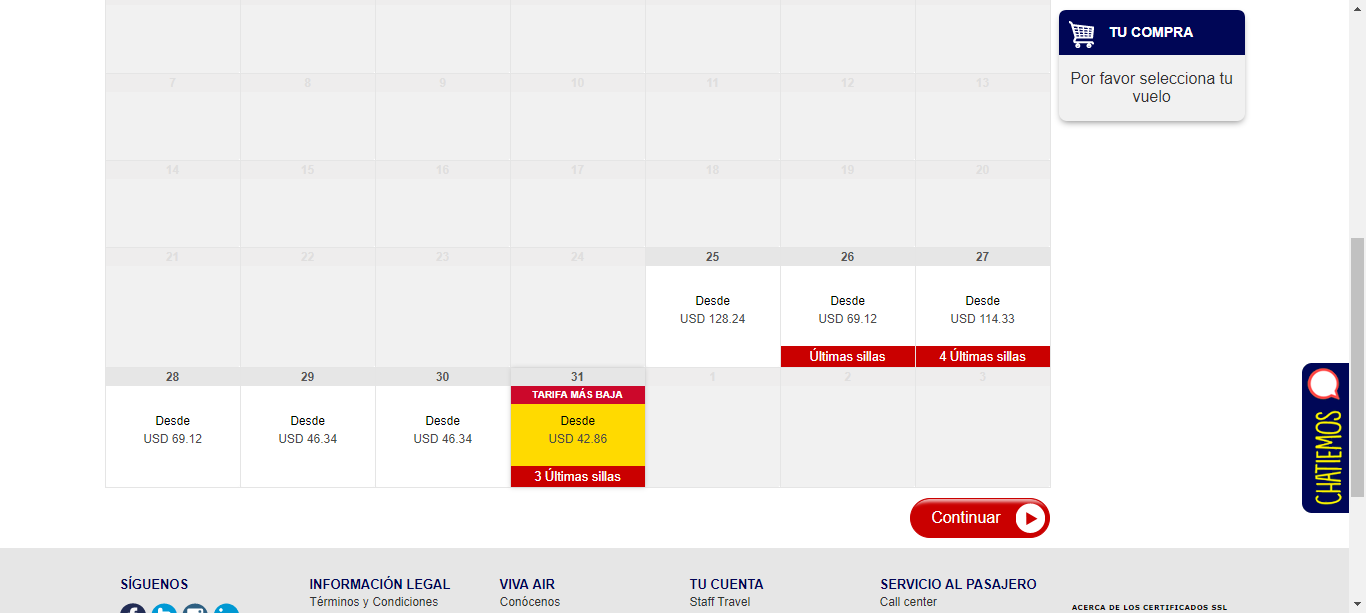 TU COMPRA
Por favor selecciona tu
vuelo
7 8 9 10 11 12 13
14 15 16 17 18 19 20
21 22 23 24 25 26 27
Desde Desde Desde
USD 128.24 USD 69.12 USD 114.33
Últimas sillas 4 Últimas sillas
28 29 30 31 1 2 3
TARIFA MÁS BAJA
Desde Desde Desde Desde
USD 69.12 USD 46.34 USD 46.34 USD 42.86
3 Últimas sillas
CHATIEMOS
Continuar
SÍGUENOS INFORMACIÓN LEGAL VIVA AIR TU CUENTA SERVICIO AL PASAJERO
Términos y Condiciones Conócenos Staff Travel Call center
ACERCA DE LOS CERTIFICADOS SSL